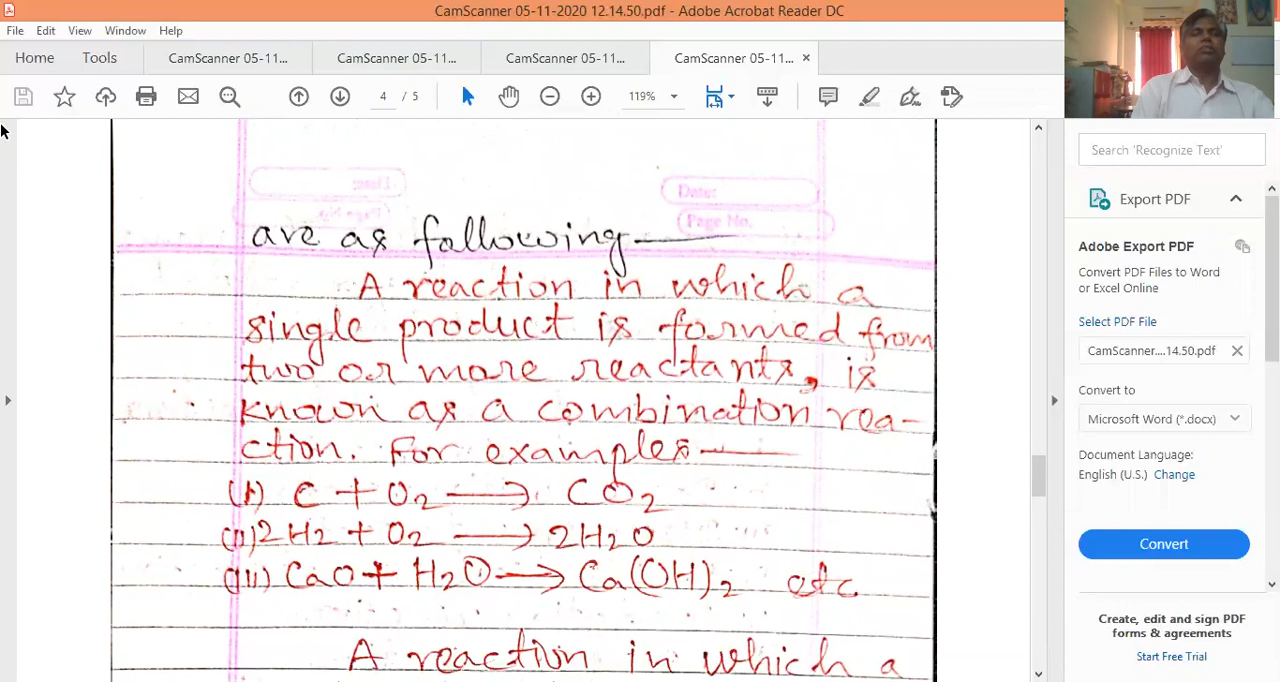 CamScanner 05-11-2020 12.14.50.pdf - Adobe Acrobat Reader DC
File Edit View Window Help
Home Tools CamScanner 05-11... CamScanner 05-11... CamScanner 05-11... CamScanner 05-11... ×
4 / 5 119%
Date:
Page No.
are as following—
A reaction in which a
single product is formed from
two or more reactants, is
known as a combination rea-
ction. For examples—
(i) C + O2 → CO2
(ii) 2H2 + O2 → 2H2O
(iii) CaO + H2O → Ca(OH)2 etc
A reaction in which a
Search 'Recognize Text'
Export PDF
Adobe Export PDF
Convert PDF Files to Word
or Excel Online
Select PDF File
CamScanner....14.50.pdf
Convert to
Microsoft Word (*.docx)
Document Language:
English (U.S.) Change
Convert
Create, edit and sign PDF
forms & agreements
Start Free Trial